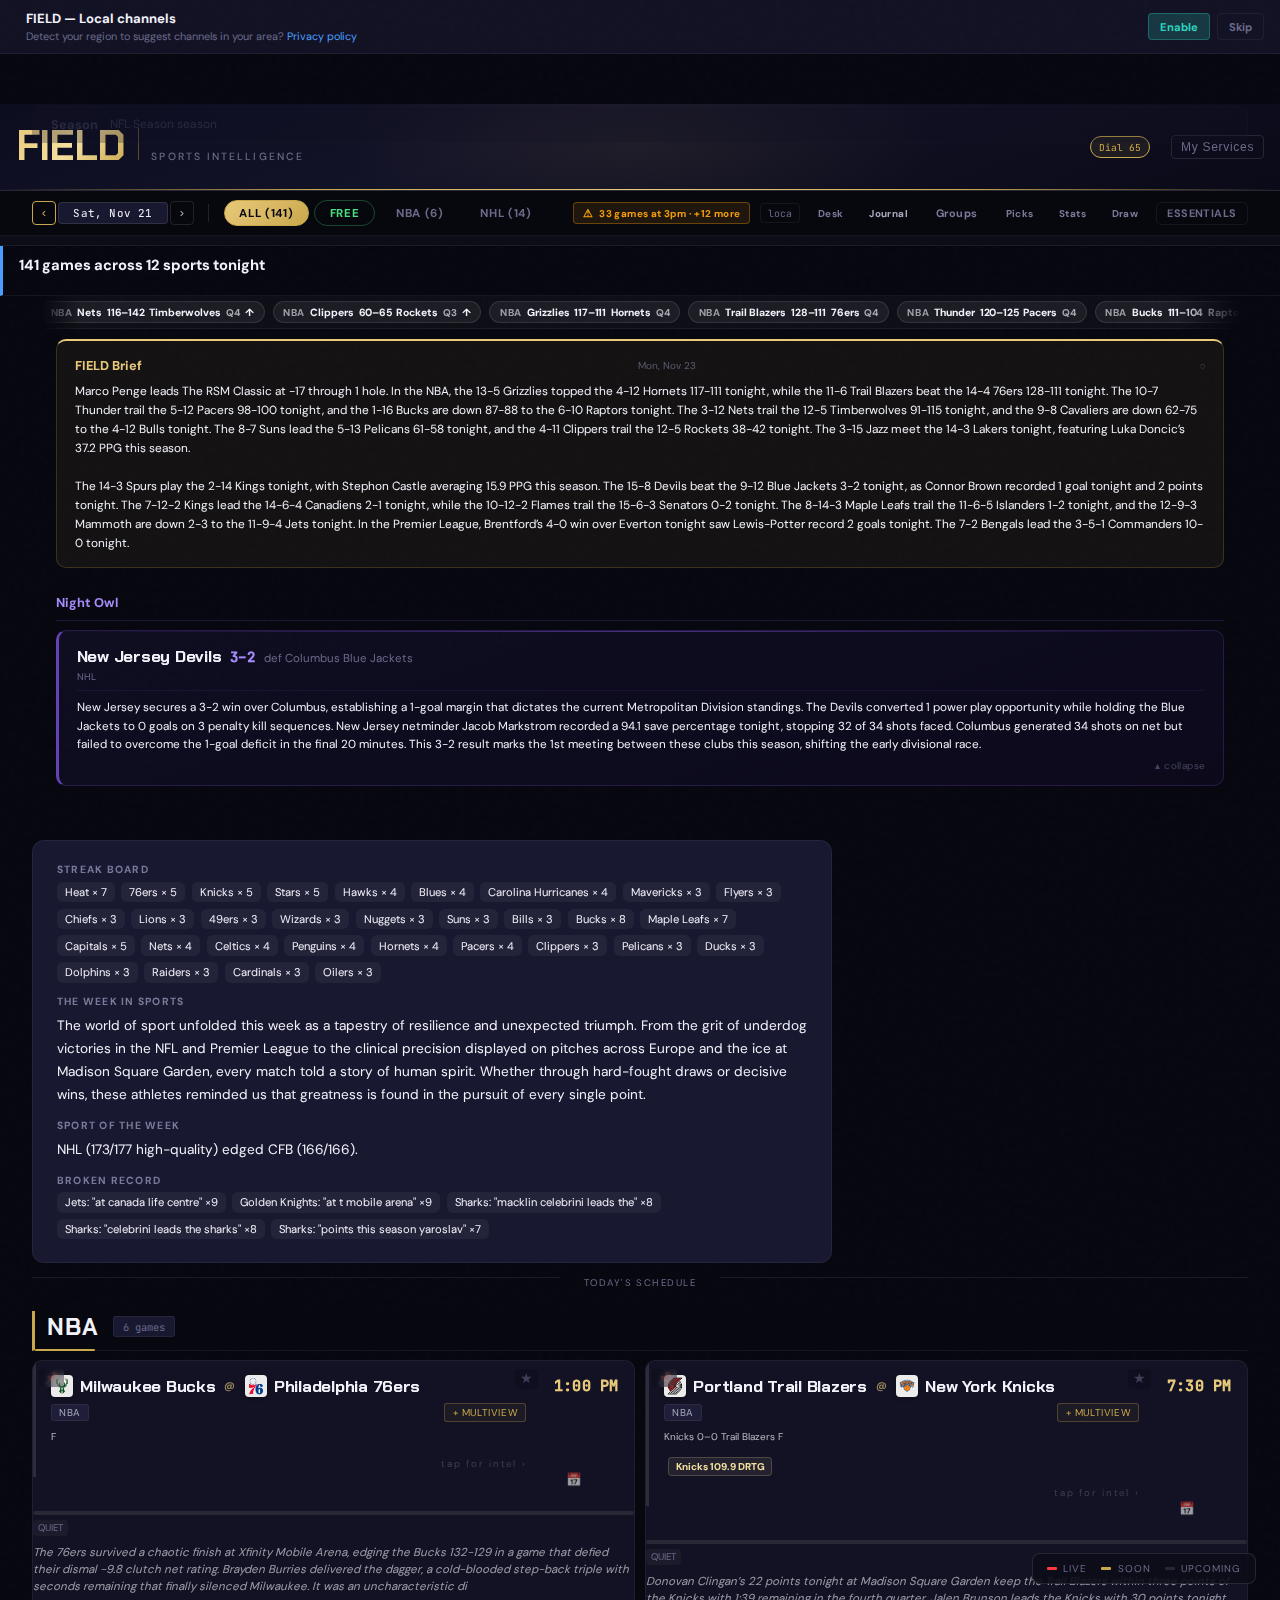 FIELD — Local channels
Detect your region to suggest channels in your area? Privacy policy
Enable
Skip
Season NFL Season season
FIELD
SPORTS INTELLIGENCE
Dial 65
My Services
‹ Sat, Nov 21 ›
ALL (141)
FREE
NBA (6)
NHL (14)
⚠ 33 games at 3pm · +12 more
loca
Desk
Journal
Groups
Picks
Stats
Draw
ESSENTIALS
141 games across 12 sports tonight
NBA Nets 116–142 Timberwolves Q4 ↑
NBA Clippers 60–65 Rockets Q3 ↑
NBA Grizzlies 117–111 Hornets Q4
NBA Trail Blazers 128–111 76ers Q4
NBA Thunder 120–125 Pacers Q4
NBA Bucks 111–104 Rapto
FIELD Brief
Mon, Nov 23
Marco Penge leads The RSM Classic at -17 through 1 hole. In the NBA, the 13-5 Grizzlies topped the 4-12 Hornets 117-111 tonight, while the 11-6 Trail Blazers beat the 14-4 76ers 128-111 tonight. The 10-7
Thunder trail the 5-12 Pacers 98-100 tonight, and the 1-16 Bucks are down 87-88 to the 6-10 Raptors tonight. The 3-12 Nets trail the 12-5 Timberwolves 91-115 tonight, and the 9-8 Cavaliers are down 62-75
to the 4-12 Bulls tonight. The 8-7 Suns lead the 5-13 Pelicans 61-58 tonight, and the 4-11 Clippers trail the 12-5 Rockets 38-42 tonight. The 3-15 Jazz meet the 14-3 Lakers tonight, featuring Luka Doncic's
37.2 PPG this season.
The 14-3 Spurs play the 2-14 Kings tonight, with Stephon Castle averaging 15.9 PPG this season. The 15-8 Devils beat the 9-12 Blue Jackets 3-2 tonight, as Connor Brown recorded 1 goal tonight and 2 points
tonight. The 7-12-2 Kings lead the 14-6-4 Canadiens 2-1 tonight, while the 10-12-2 Flames trail the 15-6-3 Senators 0-2 tonight. The 8-14-3 Maple Leafs trail the 11-6-5 Islanders 1-2 tonight, and the 12-9-3
Mammoth are down 2-3 to the 11-9-4 Jets tonight. In the Premier League, Brentford's 4-0 win over Everton tonight saw Lewis-Potter record 2 goals tonight. The 7-2 Bengals lead the 3-5-1 Commanders 10-
0 tonight.
Night Owl
New Jersey Devils 3–2 def Columbus Blue Jackets
NHL
New Jersey secures a 3-2 win over Columbus, establishing a 1-goal margin that dictates the current Metropolitan Division standings. The Devils converted 1 power play opportunity while holding the Blue
Jackets to 0 goals on 3 penalty kill sequences. New Jersey netminder Jacob Markstrom recorded a 94.1 save percentage tonight, stopping 32 of 34 shots faced. Columbus generated 34 shots on net but
failed to overcome the 1-goal deficit in the final 20 minutes. This 3-2 result marks the 1st meeting between these clubs this season, shifting the early divisional race.
▴ collapse
STREAK BOARD
Heat × 7 76ers × 5 Knicks × 5 Stars × 5 Hawks × 4 Blues × 4 Carolina Hurricanes × 4 Mavericks × 3 Flyers × 3
Chiefs × 3 Lions × 3 49ers × 3 Wizards × 3 Nuggets × 3 Suns × 3 Bills × 3 Bucks × 8 Maple Leafs × 7
Capitals × 5 Nets × 4 Celtics × 4 Penguins × 4 Hornets × 4 Pacers × 4 Clippers × 3 Pelicans × 3 Ducks × 3
Dolphins × 3 Raiders × 3 Cardinals × 3 Oilers × 3
THE WEEK IN SPORTS
The world of sport unfolded this week as a tapestry of resilience and unexpected triumph. From the grit of underdog
victories in the NFL and Premier League to the clinical precision displayed on pitches across Europe and the ice at
Madison Square Garden, every match told a story of human spirit. Whether through hard-fought draws or decisive
wins, these athletes reminded us that greatness is found in the pursuit of every single point.
SPORT OF THE WEEK
NHL (173/177 high-quality) edged CFB (166/166).
BROKEN RECORD
Jets: "at canada life centre" ×9 Golden Knights: "at t mobile arena" ×9 Sharks: "macklin celebrini leads the" ×8
Sharks: "celebrini leads the sharks" ×8 Sharks: "points this season yaroslav" ×7
TODAY'S SCHEDULE
NBA 6 games
Milwaukee Bucks @ Philadelphia 76ers ★ 1:00 PM
NBA
+ MULTIVIEW
F
tap for intel ›
QUIET
The 76ers survived a chaotic finish at Xfinity Mobile Arena, edging the Bucks 132-129 in a game that defied
their dismal -9.8 clutch net rating. Brayden Burries delivered the dagger, a cold-blooded step-back triple with
seconds remaining that finally silenced Milwaukee. It was an uncharacteristic di
Portland Trail Blazers @ New York Knicks ★ 7:30 PM
NBA
+ MULTIVIEW
Knicks 0–0 Trail Blazers F
Knicks 109.9 DRTG
tap for intel ›
QUIET
Donovan Clingan's 22 points tonight at Madison Square Garden keep the Trail Blazers within three points of
the Knicks with 1:39 remaining in the fourth quarter. Jalen Brunson leads the Knicks with 30 points tonight
LIVE
SOON
UPCOMING